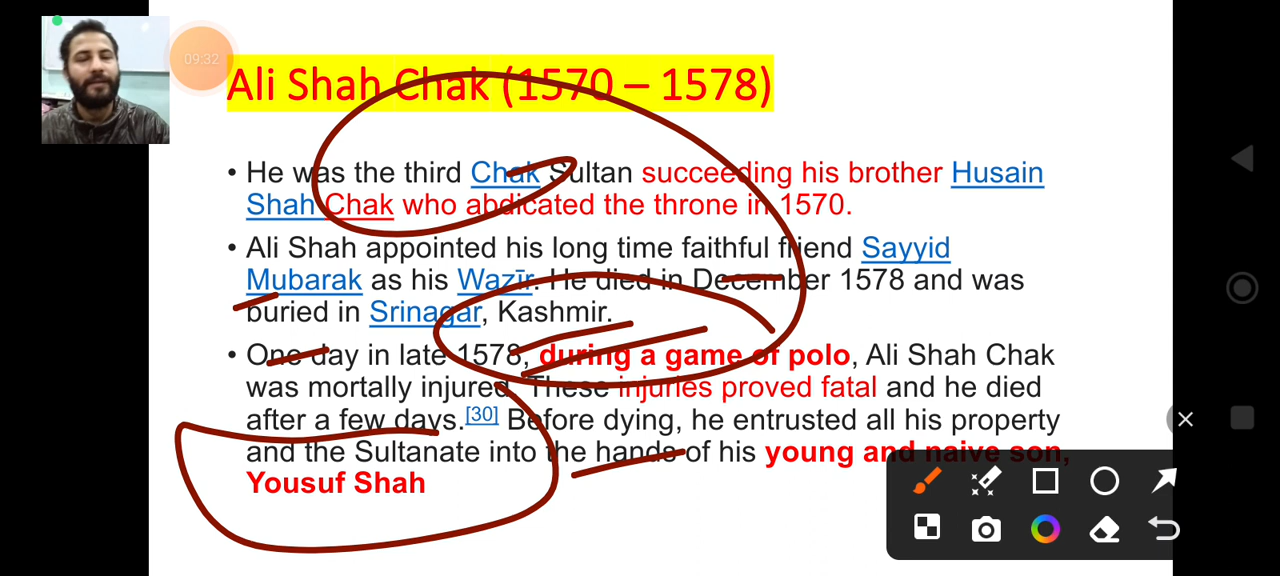 09:32
Ali Shah Chak (1570 – 1578)
• He was the third Chak Sultan succeeding his brother Husain
Shah Chak who abdicated the throne in 1570.
• Ali Shah appointed his long time faithful friend Sayyid
Mubarak as his Wazīr. He died in December 1578 and was
buried in Srinagar, Kashmir.
• One day in late 1578, during a game of polo, Ali Shah Chak
was mortally injured. These injuries proved fatal and he died
after a few days.[30] Before dying, he entrusted all his property
and the Sultanate into the hands of his young and naive son,
Yousuf Shah